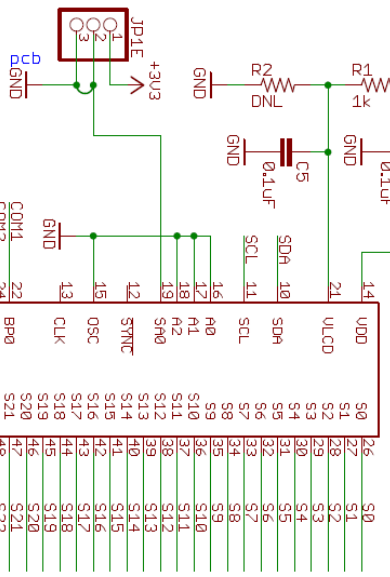 pcb
JP1E
3
2
1
GND
+3V3
GND
R2
DNL
R1
1k
GND
C5
0.1uF
GND
0.1uF
GND
COM1
SCL
SDA
22
13
15
12
19
18
17
16
11
10
21
14
BP0
CLK
OSC
SYNC
SA0
A2
A1
A0
SCL
SDA
VLCD
VDD
S21
S20
S19
S18
S17
S16
S15
S14
S13
S12
S11
S10
S9
S8
S7
S6
S5
S4
S3
S2
S1
S0
47
46
45
44
43
42
41
40
39
38
37
36
35
34
33
32
31
30
29
28
27
26
S21
S20
S19
S18
S17
S16
S15
S14
S13
S12
S11
S10
S9
S8
S7
S6
S5
S4
S3
S2
S1
S0